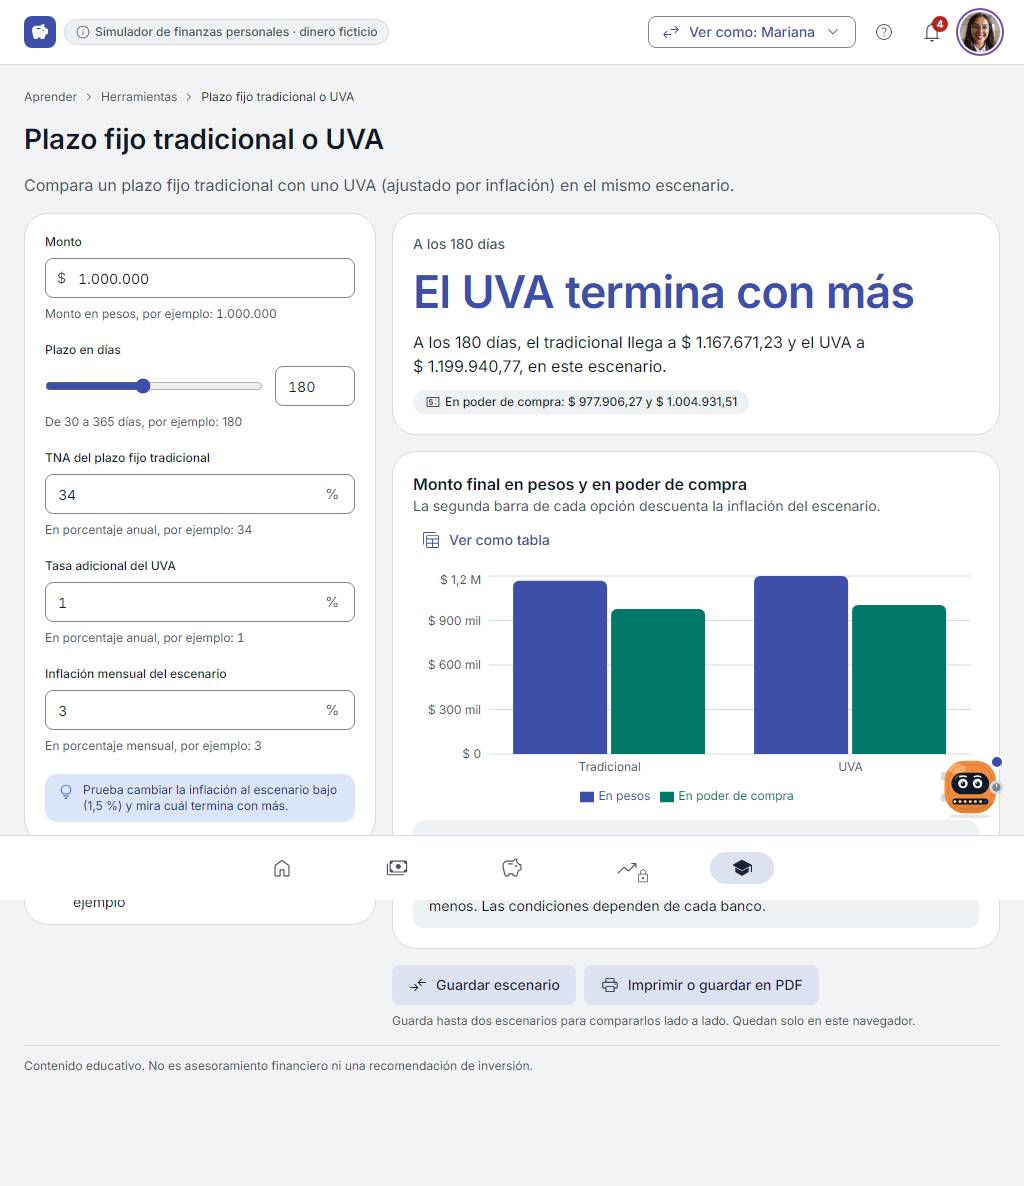 Simulador de finanzas personales · dinero ficticio
Ver como: Mariana
4
Aprender
Herramientas
Plazo fijo tradicional o UVA
Plazo fijo tradicional o UVA
Compara un plazo fijo tradicional con uno UVA (ajustado por inflación) en el mismo escenario.
Monto
$ 1.000.000
Monto en pesos, por ejemplo: 1.000.000
Plazo en días
180
De 30 a 365 días, por ejemplo: 180
TNA del plazo fijo tradicional
34 %
En porcentaje anual, por ejemplo: 34
Tasa adicional del UVA
1 %
En porcentaje anual, por ejemplo: 1
Inflación mensual del escenario
3 %
En porcentaje mensual, por ejemplo: 3
Prueba cambiar la inflación al escenario bajo
(1,5 %) y mira cuál termina con más.
ejemplo
A los 180 días
El UVA termina con más
A los 180 días, el tradicional llega a $ 1.167.671,23 y el UVA a
$ 1.199.940,77, en este escenario.
En poder de compra: $ 977.906,27 y $ 1.004.931,51
Monto final en pesos y en poder de compra
La segunda barra de cada opción descuenta la inflación del escenario.
Ver como tabla
$ 1,2 M
$ 900 mil
$ 600 mil
$ 300 mil
$ 0
Tradicional
UVA
En pesos
En poder de compra
menos. Las condiciones dependen de cada banco.
Guardar escenario
Imprimir o guardar en PDF
Guarda hasta dos escenarios para compararlos lado a lado. Quedan solo en este navegador.
Contenido educativo. No es asesoramiento financiero ni una recomendación de inversión.